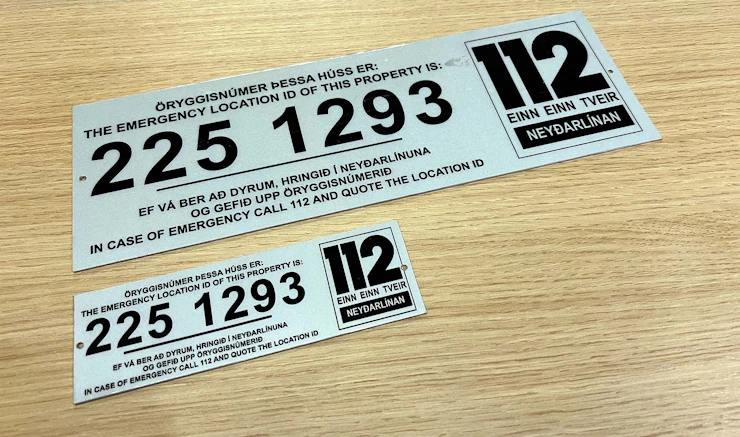 ÖRYGGISNÚMER ÞESSA HÚSS ER:
THE EMERGENCY LOCATION ID OF THIS PROPERTY IS:
225 1293
EF VÁ BER AÐ DYRUM, HRINGIÐ Í NEYÐARLÍNUNA
OG GEFIÐ UPP ÖRYGGISNÚMERIÐ
IN CASE OF EMERGENCY CALL 112 AND QUOTE THE LOCATION ID
112
EINN EINN TVEIR
NEYÐARLÍNAN
ÖRYGGISNÚMER ÞESSA HÚSS ER:
THE EMERGENCY LOCATION ID OF THIS PROPERTY IS:
225 1293
EF VÁ BER AÐ DYRUM, HRINGIÐ Í NEYÐARLÍNUNA
OG GEFIÐ UPP ÖRYGGISNÚMERIÐ
IN CASE OF EMERGENCY CALL 112 AND QUOTE THE LOCATION ID
112
EINN EINN TVEIR
NEYÐARLÍNAN